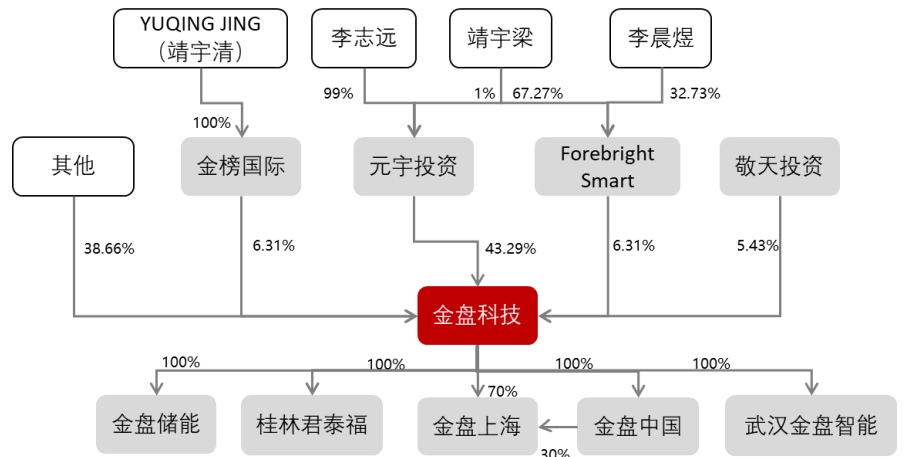 YUQING JING
（靖宇清）
李志远
靖宇梁
李晨煜
99%
1%
67.27%
32.73%
100%
其他
金榜国际
元宇投资
Forebright
Smart
敬天投资
38.66%
6.31%
43.29%
6.31%
5.43%
金盘科技
100%
100%
70%
100%
100%
金盘储能
桂林君泰福
金盘上海
金盘中国
武汉金盘智能
30%